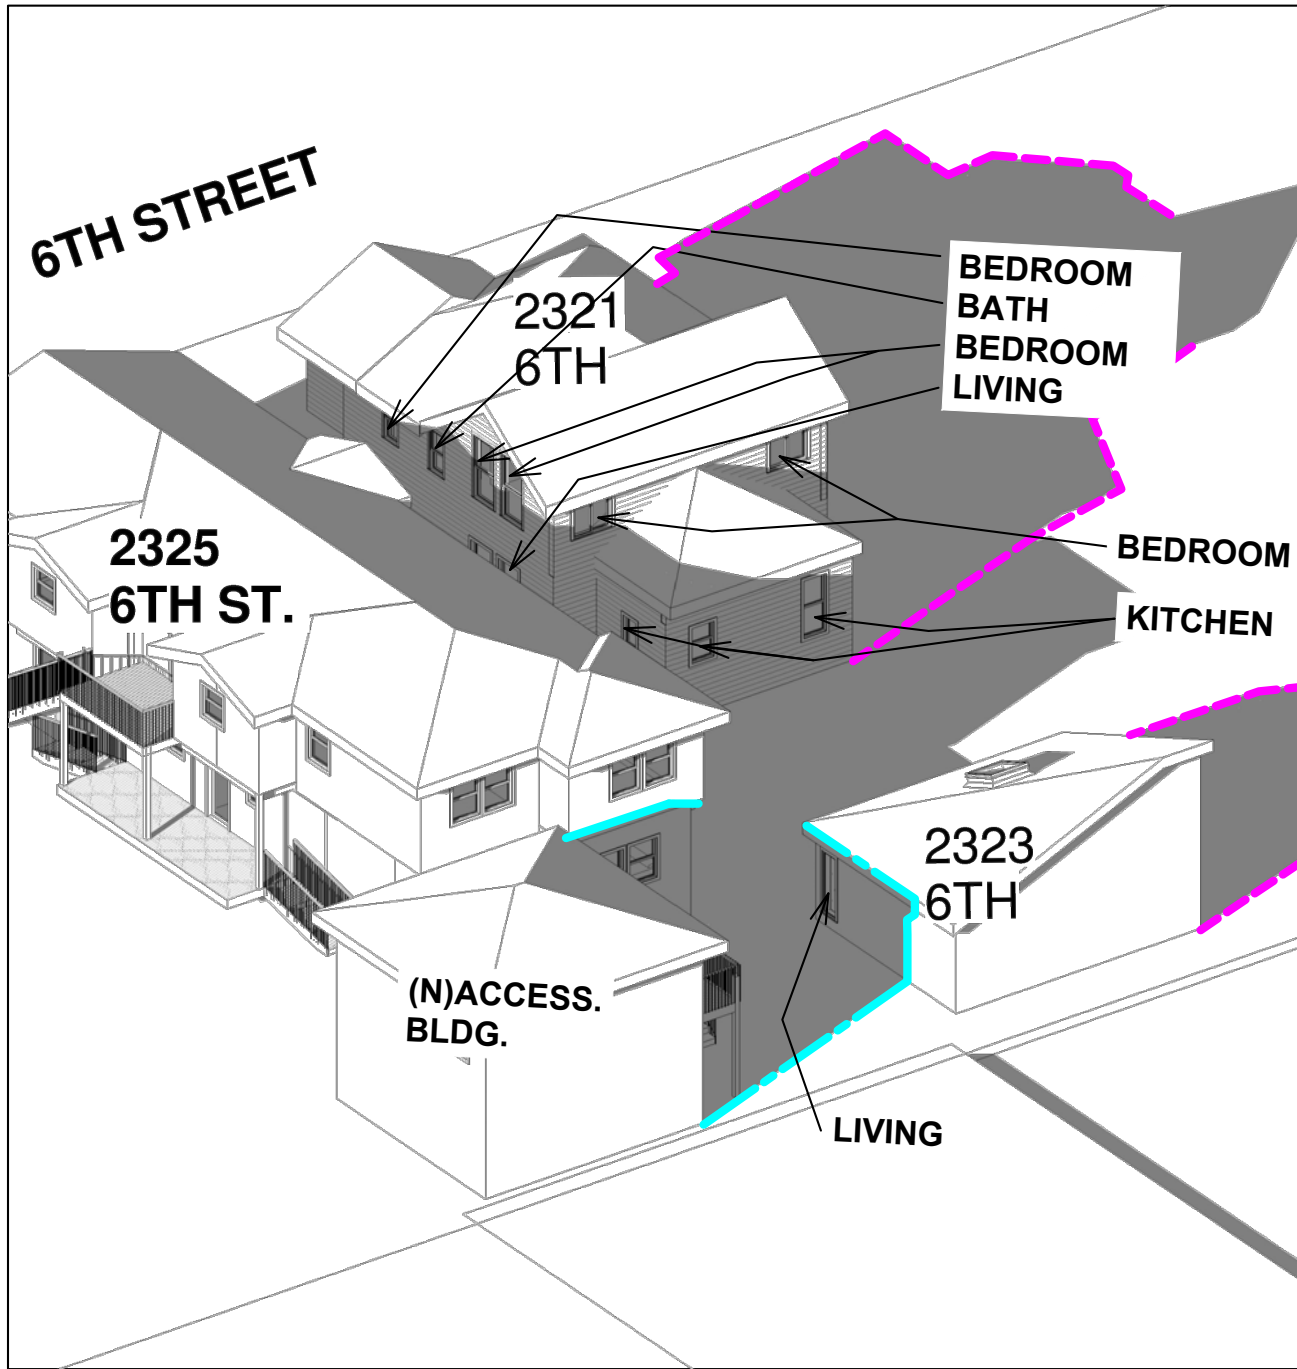 6TH STREET
BEDROOM
BATH
BEDROOM
LIVING
2321
6TH
2325
6TH ST.
BEDROOM
KITCHEN
2323
6TH
(N)ACCESS.
BLDG.
LIVING